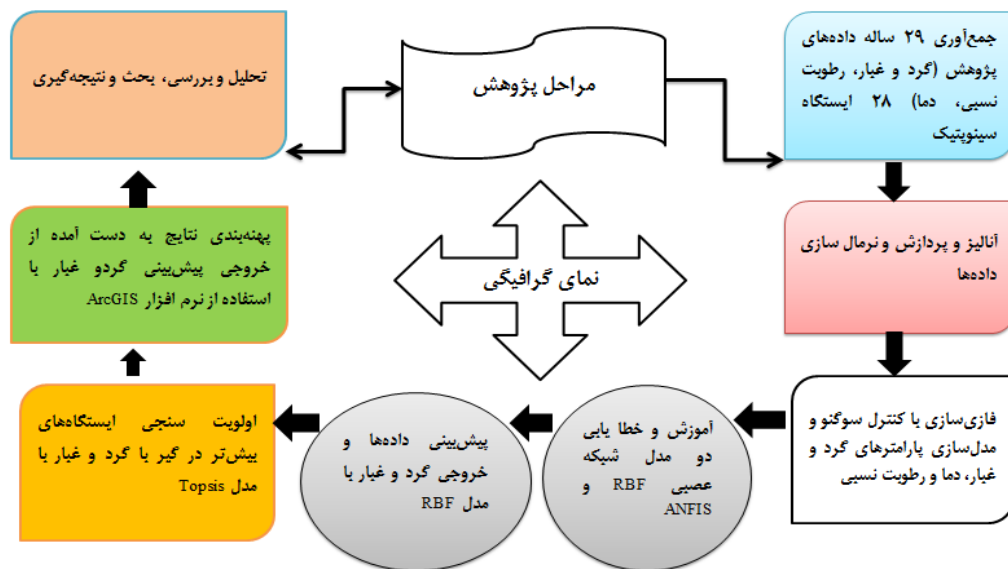 مراحل پژوهش
جمع‌آوری ۲۹ ساله داده‌های
پژوهش (گرد و غبار، رطوبت
نسبی، دما) ۲۸ ایستگاه
سینوپتیک
آنالیز و پردازش و نرمال سازی
داده‌ها
فازی‌سازی با کنترل سوگنو و
مدل‌سازی پارامترهای گرد و
غبار، دما و رطوبت نسبی
آموزش و خطا یابی
دو مدل شبکه
عصبی RBF و
ANFIS
پیش‌بینی داده‌ها و
خروجی گرد و غبار با
مدل RBF
اولویت سنجی ایستگاه‌های
بیش‌تر در گیر با گرد و غبار با
مدل Topsis
پهنه‌بندی نتایج به دست آمده از
خروجی پیش‌بینی گردو غبار با
استفاده از نرم افزار ArcGIS
تحلیل و بررسی، بحث و نتیجه‌گیری
نمای گرافیگی